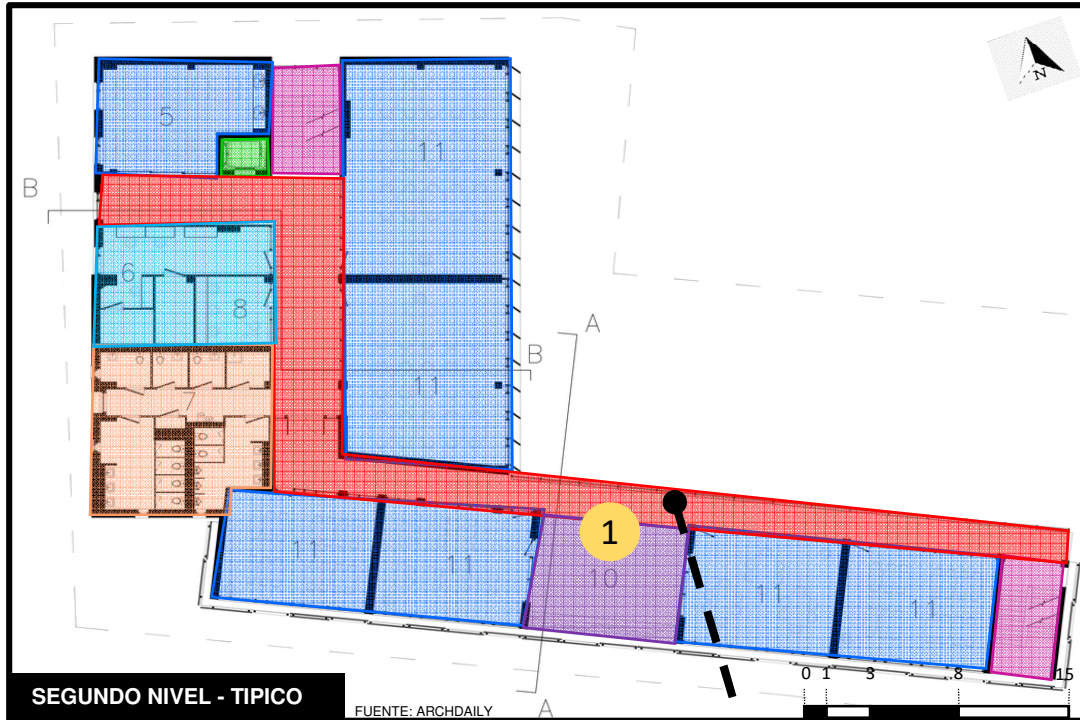 N
5
11
B
6
8
A
B
11
7
1
1
11
11
10
11
11
0 1 3 8 15
SEGUNDO NIVEL - TIPICO
FUENTE: ARCHDAILY
A